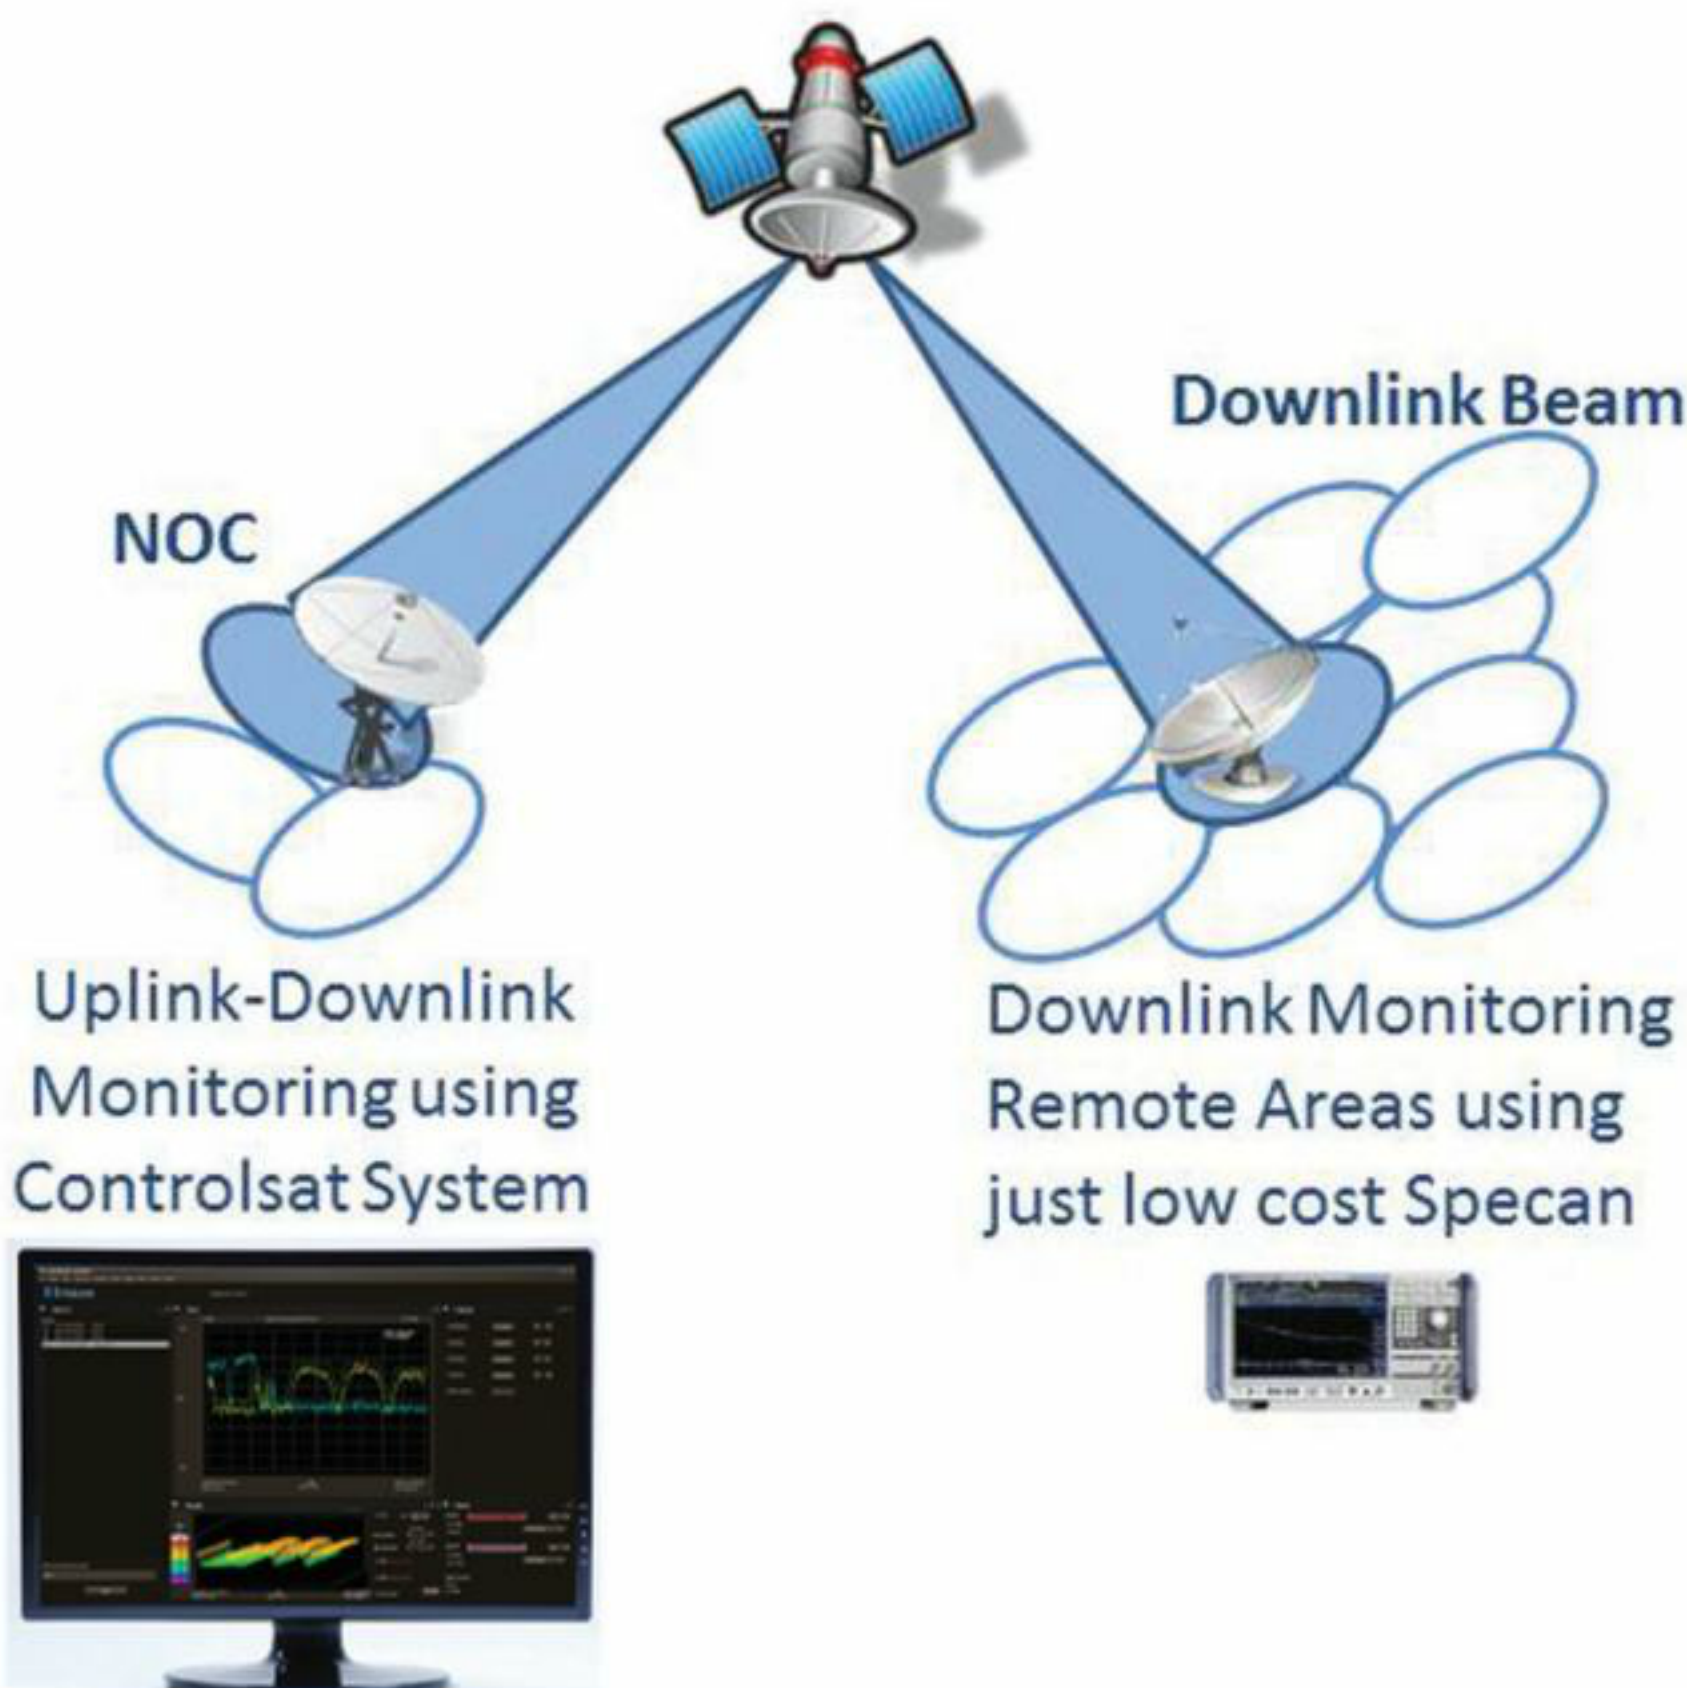 Downlink Beam
NOC
Uplink-Downlink
Monitoring using
Controlsat System
Downlink Monitoring
Remote Areas using
just low cost Specan